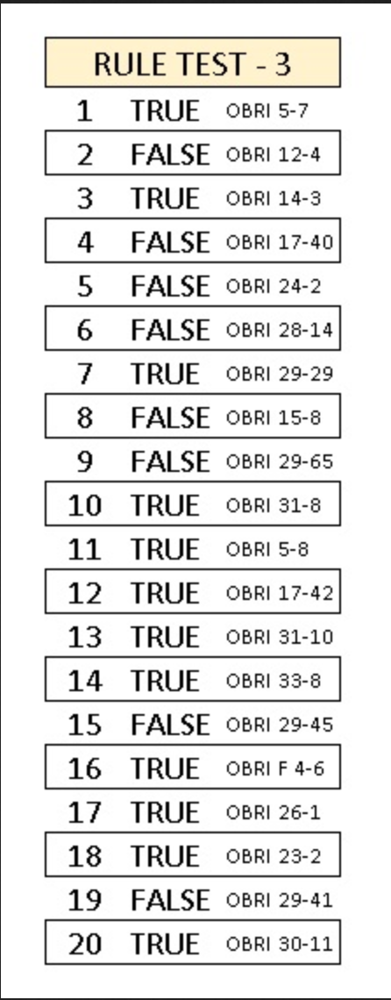 RULE TEST - 3
1 TRUE OBRI 5-7
2 FALSE OBRI 12-4
3 TRUE OBRI 14-3
4 FALSE OBRI 17-40
5 FALSE OBRI 24-2
6 FALSE OBRI 28-14
7 TRUE OBRI 29-29
8 FALSE OBRI 15-8
9 FALSE OBRI 29-65
10 TRUE OBRI 31-8
11 TRUE OBRI 5-8
12 TRUE OBRI 17-42
13 TRUE OBRI 31-10
14 TRUE OBRI 33-8
15 FALSE OBRI 29-45
16 TRUE OBRI F 4-6
17 TRUE OBRI 26-1
18 TRUE OBRI 23-2
19 FALSE OBRI 29-41
20 TRUE OBRI 30-11